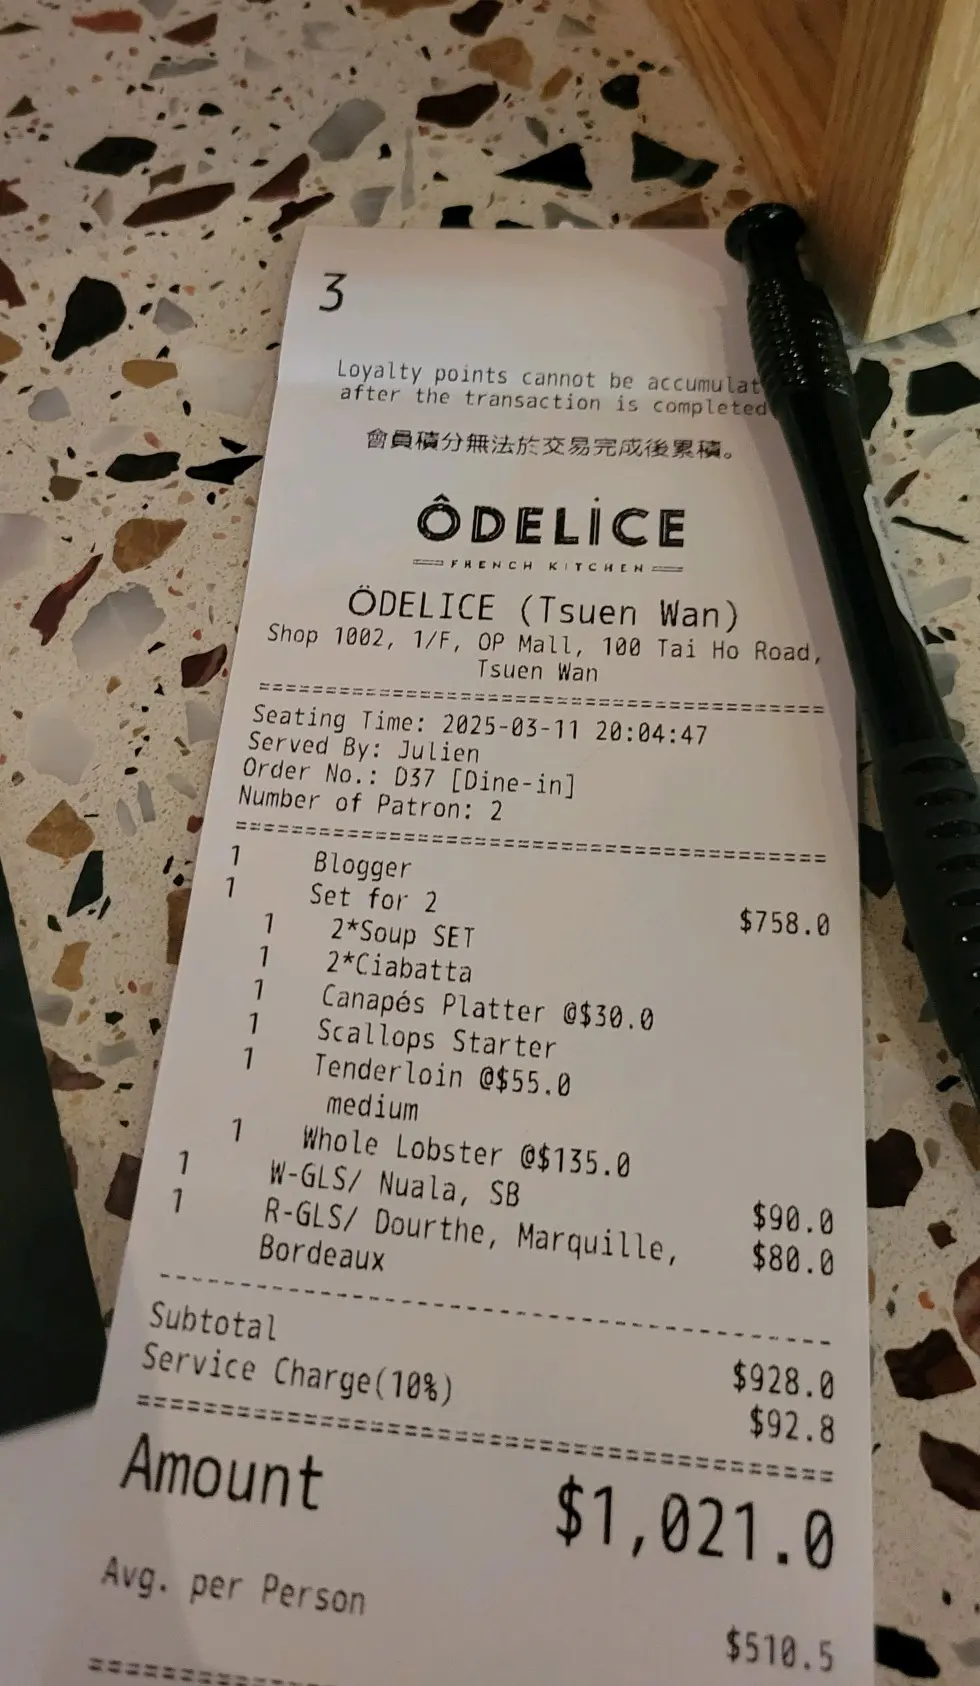 3
Loyalty points cannot be accumulat
after the transaction is completed
會員積分無法於交易完成後累積。
ÔDELİCE
FRENCH KITCHEN
ÖDELICE (Tsuen Wan)
Shop 1002, 1/F, OP Mall, 100 Tai Ho Road,
Tsuen Wan
Seating Time: 2025-03-11 20:04:47
Served By: Julien
Order No.: D37 [Dine-in]
Number of Patron: 2
1 Blogger
1 Set for 2 $758.0
1 2*Soup SET
1 2*Ciabatta
1 Canapés Platter @$30.0
1 Scallops Starter
1 Tenderloin @$55.0
medium
1 Whole Lobster @$135.0
1 W-GLS/ Nuala, SB $90.0
1 R-GLS/ Dourthe, Marquille, $80.0
Bordeaux
Subtotal $928.0
Service Charge(10%) $92.8
Amount $1,021.0
Avg. per Person $510.5